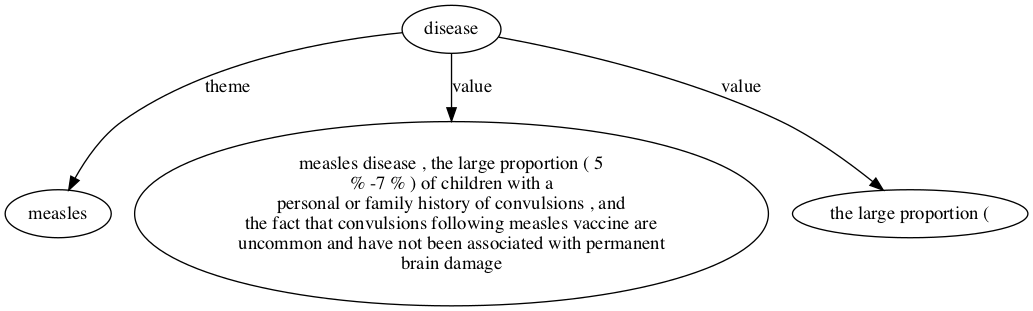 disease
theme
value
value
measles
measles disease , the large proportion ( 5
% -7 % ) of children with a
personal or family history of convulsions , and
the fact that convulsions following measles vaccine are
uncommon and have not been associated with permanent
brain damage
the large proportion (